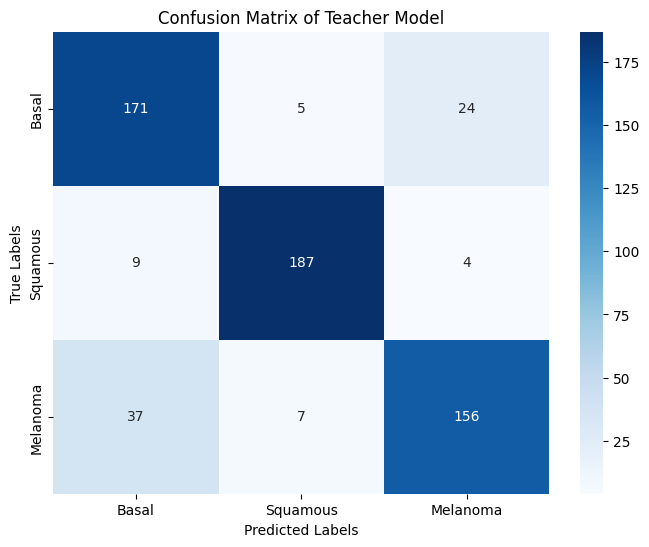 Confusion Matrix of Teacher Model
True Labels
Basal
Squamous
Melanoma
171 5 24
9 187 4
37 7 156
Basal Squamous Melanoma
Predicted Labels
175
150
125
100
75
50
25